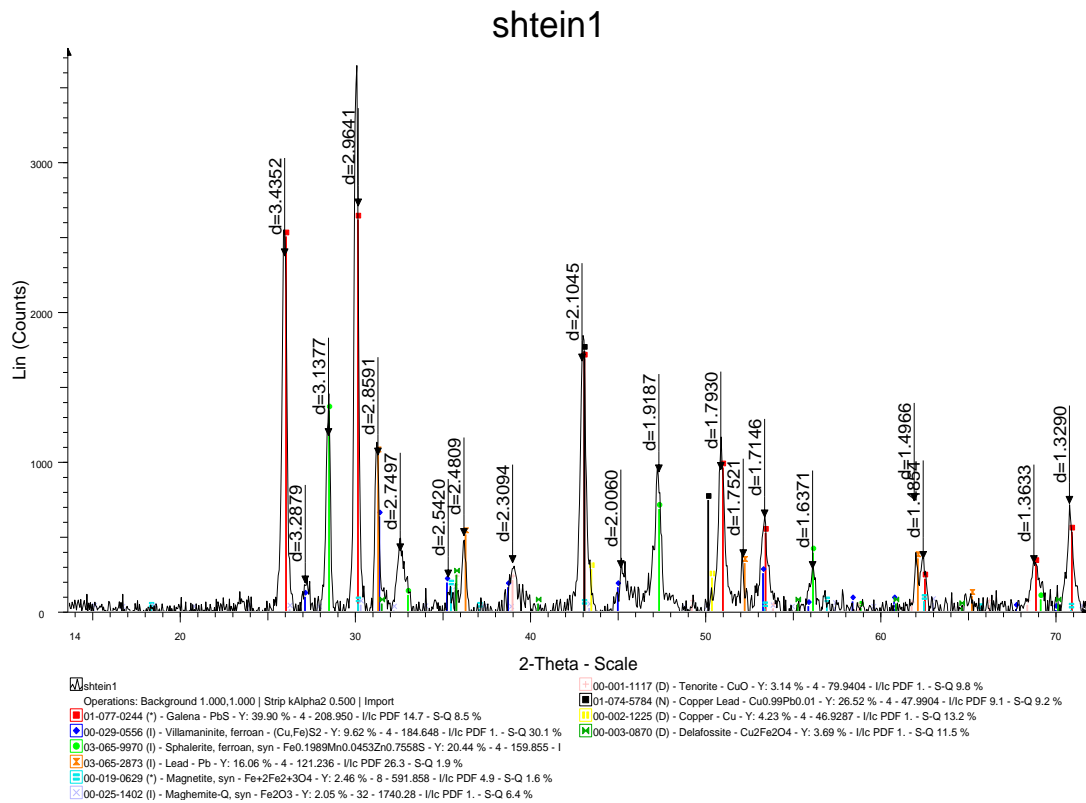 shtein1
Lin (Counts)
3000
2000
1000
0
d=3.4352
d=3.2879
d=3.1377
d=2.9641
d=2.8591
d=2.7497
d=2.5420
d=2.4809
d=2.3094
d=2.1045
d=2.0060
d=1.9187
d=1.7930
d=1.7521
d=1.7146
d=1.6371
d=1.4966
d=1.4854
d=1.3633
d=1.3290
14 20 30 40 50 60 70
2-Theta - Scale
shtein1
Operations: Background 1.000,1.000 | Strip kAlpha2 0.500 | Import
01-077-0244 (*) - Galena - PbS - Y: 39.90 % - 4 - 208.950 - I/Ic PDF 14.7 - S-Q 8.5 %
00-029-0556 (I) - Villamaninite, ferroan - (Cu,Fe)S2 - Y: 9.62 % - 4 - 184.648 - I/Ic PDF 1. - S-Q 30.1 %
03-065-9970 (I) - Sphalerite, ferroan, syn - Fe0.1989Mn0.0453Zn0.7558S - Y: 20.44 % - 4 - 159.855 - I
03-065-2873 (I) - Lead - Pb - Y: 16.06 % - 4 - 121.236 - I/Ic PDF 26.3 - S-Q 1.9 %
00-019-0629 (*) - Magnetite, syn - Fe+2Fe2+3O4 - Y: 2.46 % - 8 - 591.858 - I/Ic PDF 4.9 - S-Q 1.6 %
00-025-1402 (I) - Maghemite-Q, syn - Fe2O3 - Y: 2.05 % - 32 - 1740.28 - I/Ic PDF 1. - S-Q 6.4 %
00-001-1117 (D) - Tenorite - CuO - Y: 3.14 % - 4 - 79.9404 - I/Ic PDF 1. - S-Q 9.8 %
01-074-5784 (N) - Copper Lead - Cu0.99Pb0.01 - Y: 26.52 % - 4 - 47.9904 - I/Ic PDF 9.1 - S-Q 9.2 %
00-002-1225 (D) - Copper - Cu - Y: 4.23 % - 4 - 46.9287 - I/Ic PDF 1. - S-Q 13.2 %
00-003-0870 (D) - Delafossite - Cu2Fe2O4 - Y: 3.69 % - I/Ic PDF 1. - S-Q 11.5 %